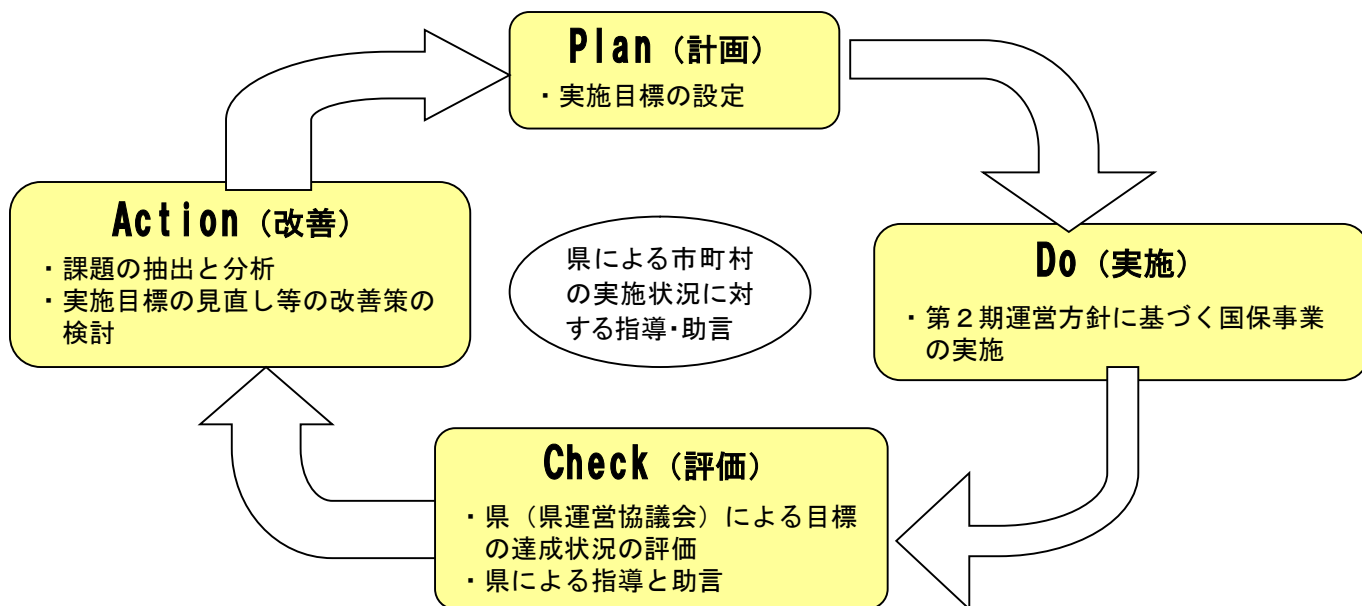 Plan（計画）
・実施目標の設定
Action（改善）
・課題の抽出と分析
・実施目標の見直し等の改善策の
検討
県による市町村
の実施状況に対
する指導・助言
Do（実施）
・第２期運営方針に基づく国保事業
の実施
Check（評価）
・県（県運営協議会）による目標
の達成状況の評価
・県による指導と助言